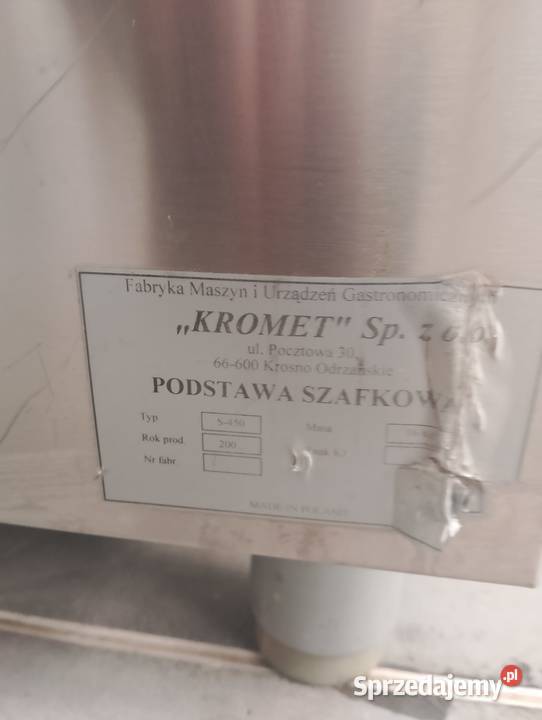 Fabryka Maszyn i Urządzeń Gastronomicznych
„KROMET" Sp. z o.o.
ul. Pocztowa 30
66-600 Krosno Odrzańskie
PODSTAWA SZAFKOWA
Typ S-450 Masa
Rok prod. 200
Nr fabr
MADE IN POLAND
Sprzedajemy.pl